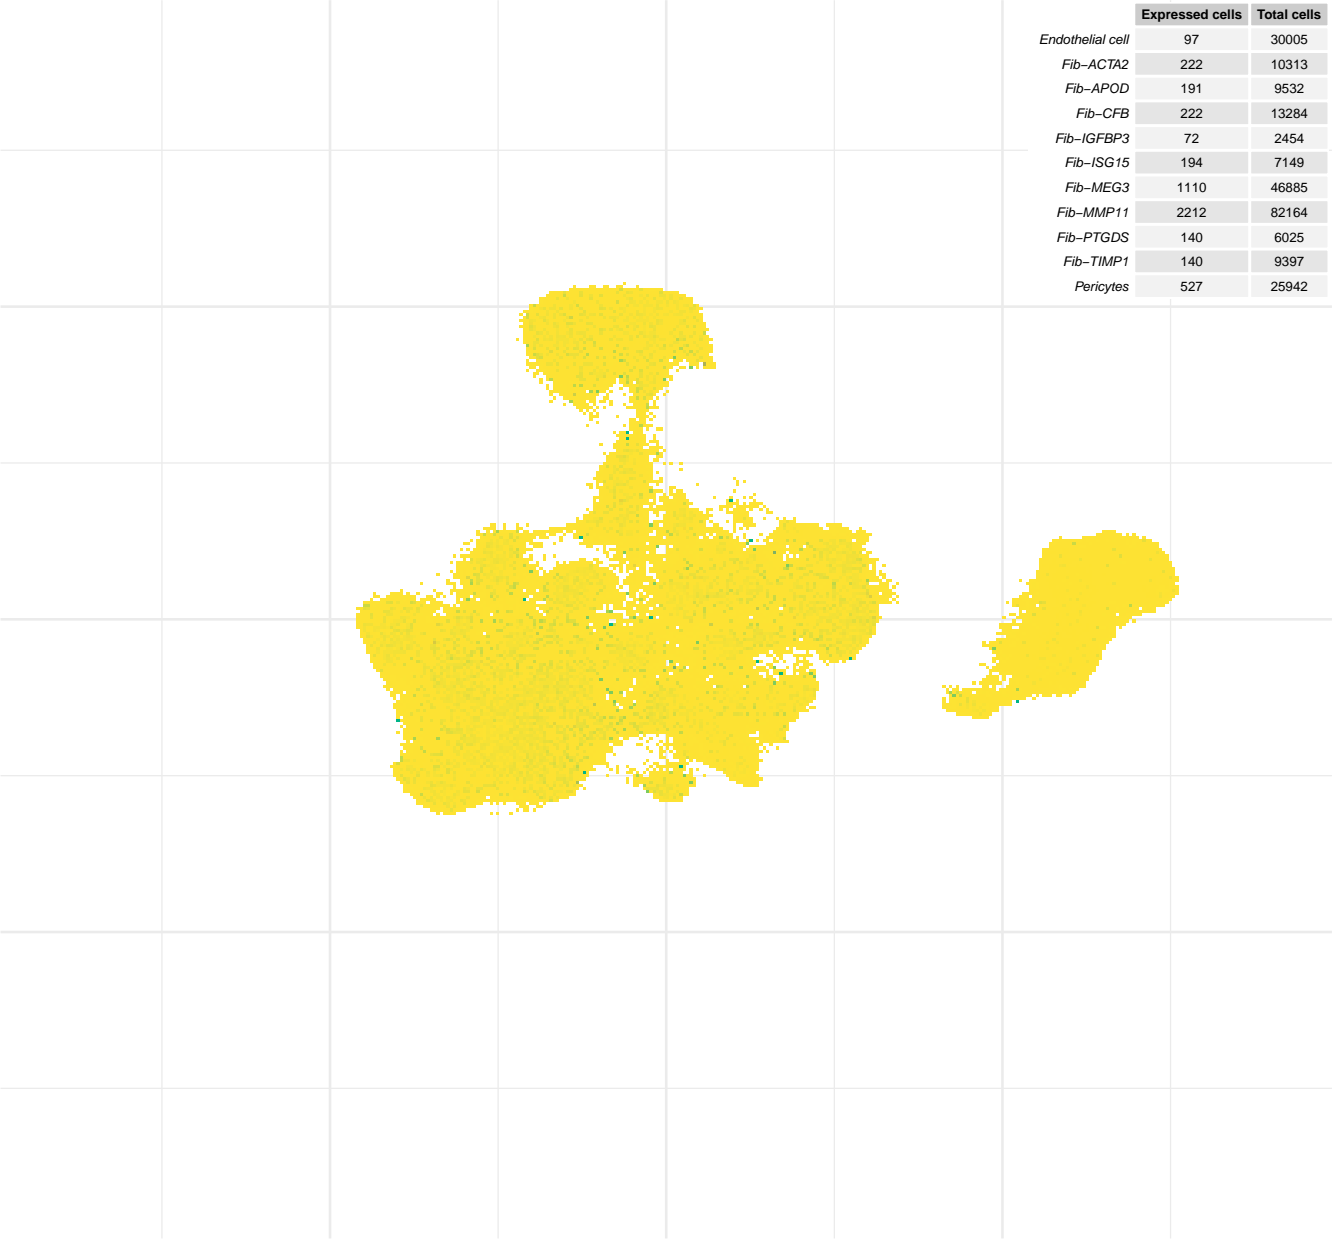 Expressed cells Total cells
Endothelial cell 97 30005
Fib−ACTA2 222 10313
Fib−APOD 191 9532
Fib−CFB 222 13284
Fib−IGFBP3 72 2454
Fib−ISG15 194 7149
Fib−MEG3 1110 46885
Fib−MMP11 2212 82164
Fib−PTGDS 140 6025
Fib−TIMP1 140 9397
Pericytes 527 25942